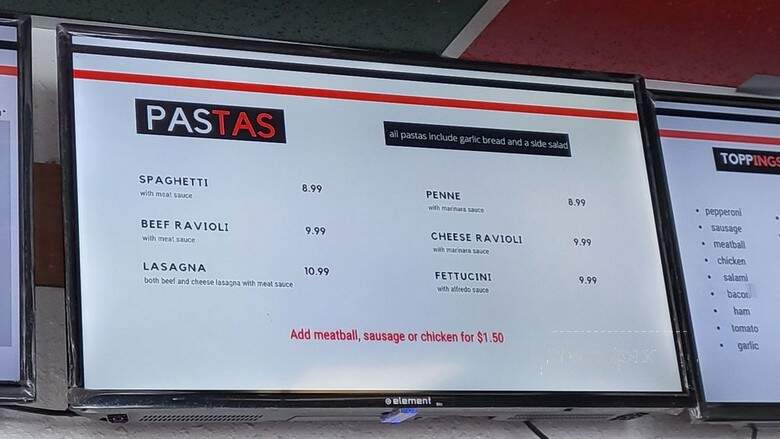 PASTAS
all pastas include garlic bread and a side salad
SPAGHETTI 8.99
with meat sauce
BEEF RAVIOLI 9.99
with meat sauce
LASAGNA 10.99
both beef and cheese lasagna with meat sauce
PENNE 8.99
with marinara sauce
CHEESE RAVIOLI 9.99
with marinara sauce
FETTUCINI 9.99
with alfredo sauce
Add meatball, sausage or chicken for $1.50
element
TOPPINGS
• pepperoni
• sausage
• meatball
• chicken
• salami
• bacon
• ham
• tomato
• garlic